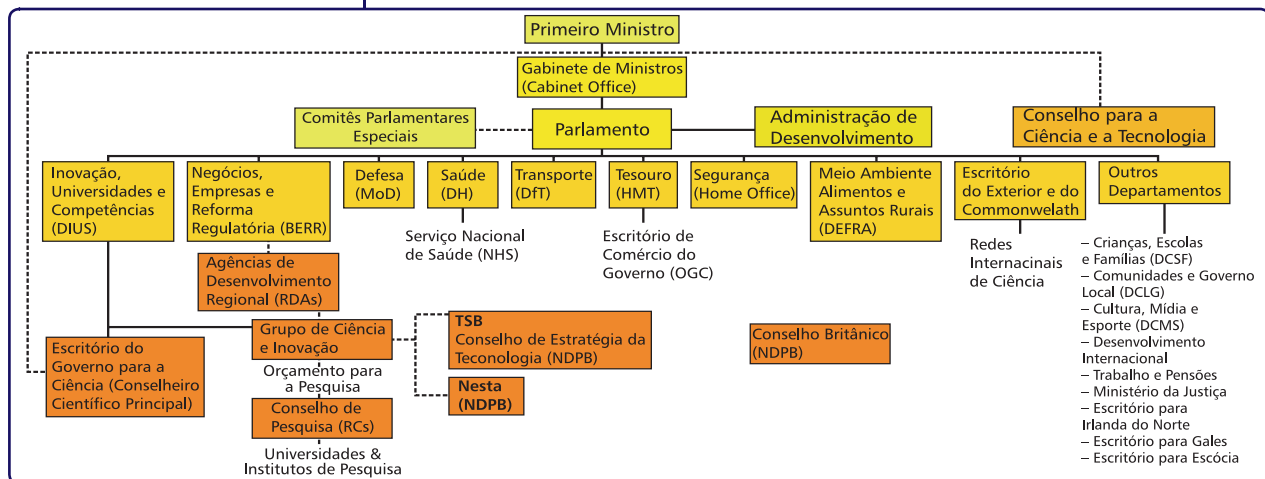 Primeiro Ministro
Gabinete de Ministros
(Cabinet Office)
Comitês Parlamentares
Especiais
Parlamento
Administração de
Desenvolvimento
Conselho para a
Ciência e a Tecnologia
Inovação,
Universidades e
Competências
(DIUS)
Negócios,
Empresas e
Reforma
Regulatória (BERR)
Defesa
(MoD)
Saúde
(DH)
Transporte
(DfT)
Tesouro
(HMT)
Segurança
(Home Office)
Meio Ambiente
Alimentos e
Assuntos Rurais
(DEFRA)
Escritório
do Exterior e do
Commonwelath
Outros
Departamentos
Serviço Nacional
de Saúde (NHS)
Escritório de
Comércio do
Governo (OGC)
Redes
Internacinais
de Ciência
– Crianças, Escolas
e Famílias (DCSF)
– Comunidades e Governo
Local (DCLG)
– Cultura, Mídia e
Esporte (DCMS)
– Desenvolvimento
Internacional
– Trabalho e Pensões
– Ministério da Justiça
– Escritório para
Irlanda do Norte
– Escritório para Gales
– Escritório para Escócia
Agências de
Desenvolvimento
Regional (RDAs)
Grupo de Ciência
e Inovação
TSB
Conselho de Estratégia da
Teconologia (NDPB)
Conselho Britânico
(NDPB)
Escritório do
Governo para a
Ciência (Conselheiro
Científico Principal)
Orçamento para
a Pesquisa
Nesta
(NDPB)
Conselho de
Pesquisa (RCs)
Universidades &
Institutos de Pesquisa